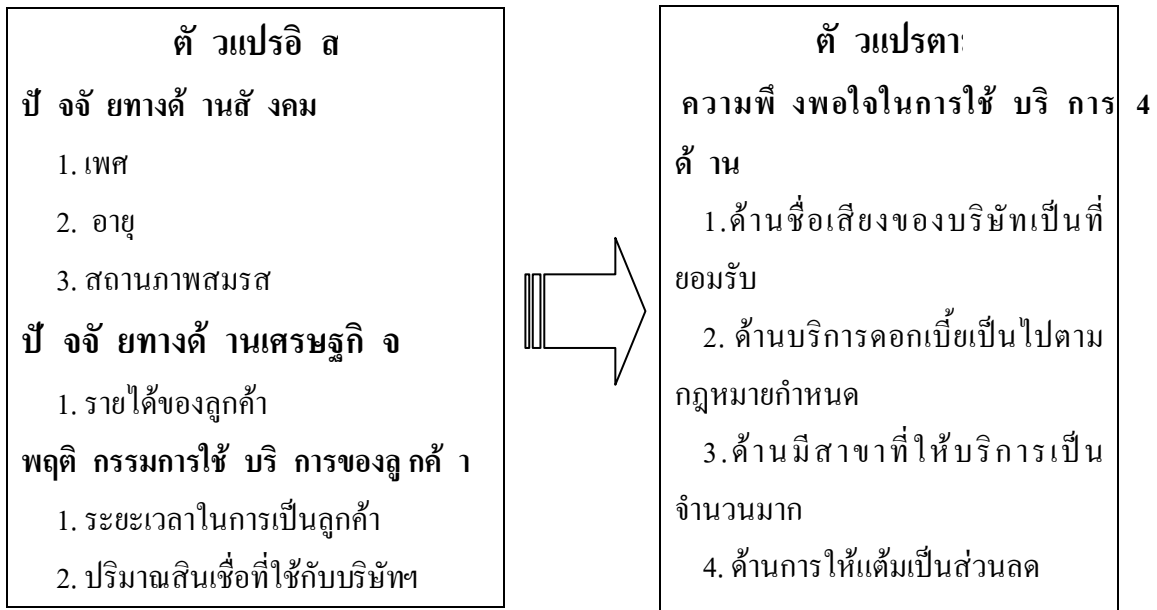 ตัวแปรอิส
ปัจจัยทางด้านสังคม
1. เพศ
2. อายุ
3. สถานภาพสมรส
ปัจจัยทางด้านเศรษฐกิจ
1. รายได้ของลูกค้า
พฤติกรรมการใช้บริการของลูกค้า
1. ระยะเวลาในการเป็นลูกค้า
2. ปริมาณสินเชื่อที่ใช้กับบริษัทฯ
ตัวแปรตา
ความพึงพอใจในการใช้บริการ 4
ด้าน
1.ด้านชื่อเสียงของบริษัทเป็นที่
ยอมรับ
2. ด้านบริการดอกเบี้ยเป็นไปตาม
กฎหมายกำหนด
3.ด้านมีสาขาที่ให้บริการเป็น
จำนวนมาก
4. ด้านการให้แต้มเป็นส่วนลด